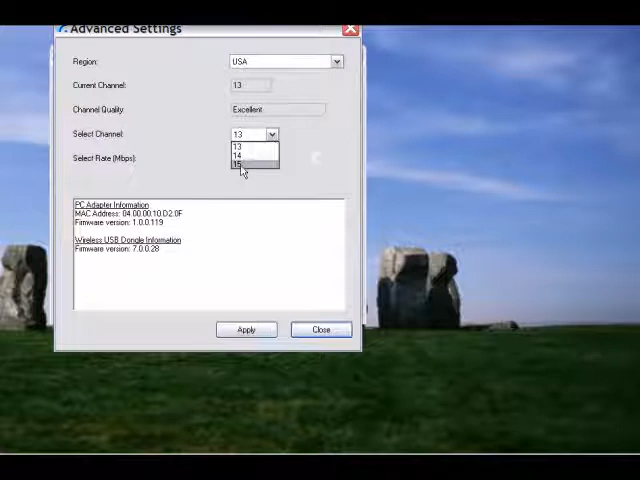 Advanced Settings
Region:
USA
Current Channel:
13
Channel Quality:
Excellent
Select Channel:
13
13
14
15
Select Rate (Mbps):
PC Adapter Information
MAC Address: 04.00.00.10.D2.0F
Firmware version: 1.0.0.119
Wireless USB Dongle Information
Firmware version: 7.0.0.28
Apply
Close